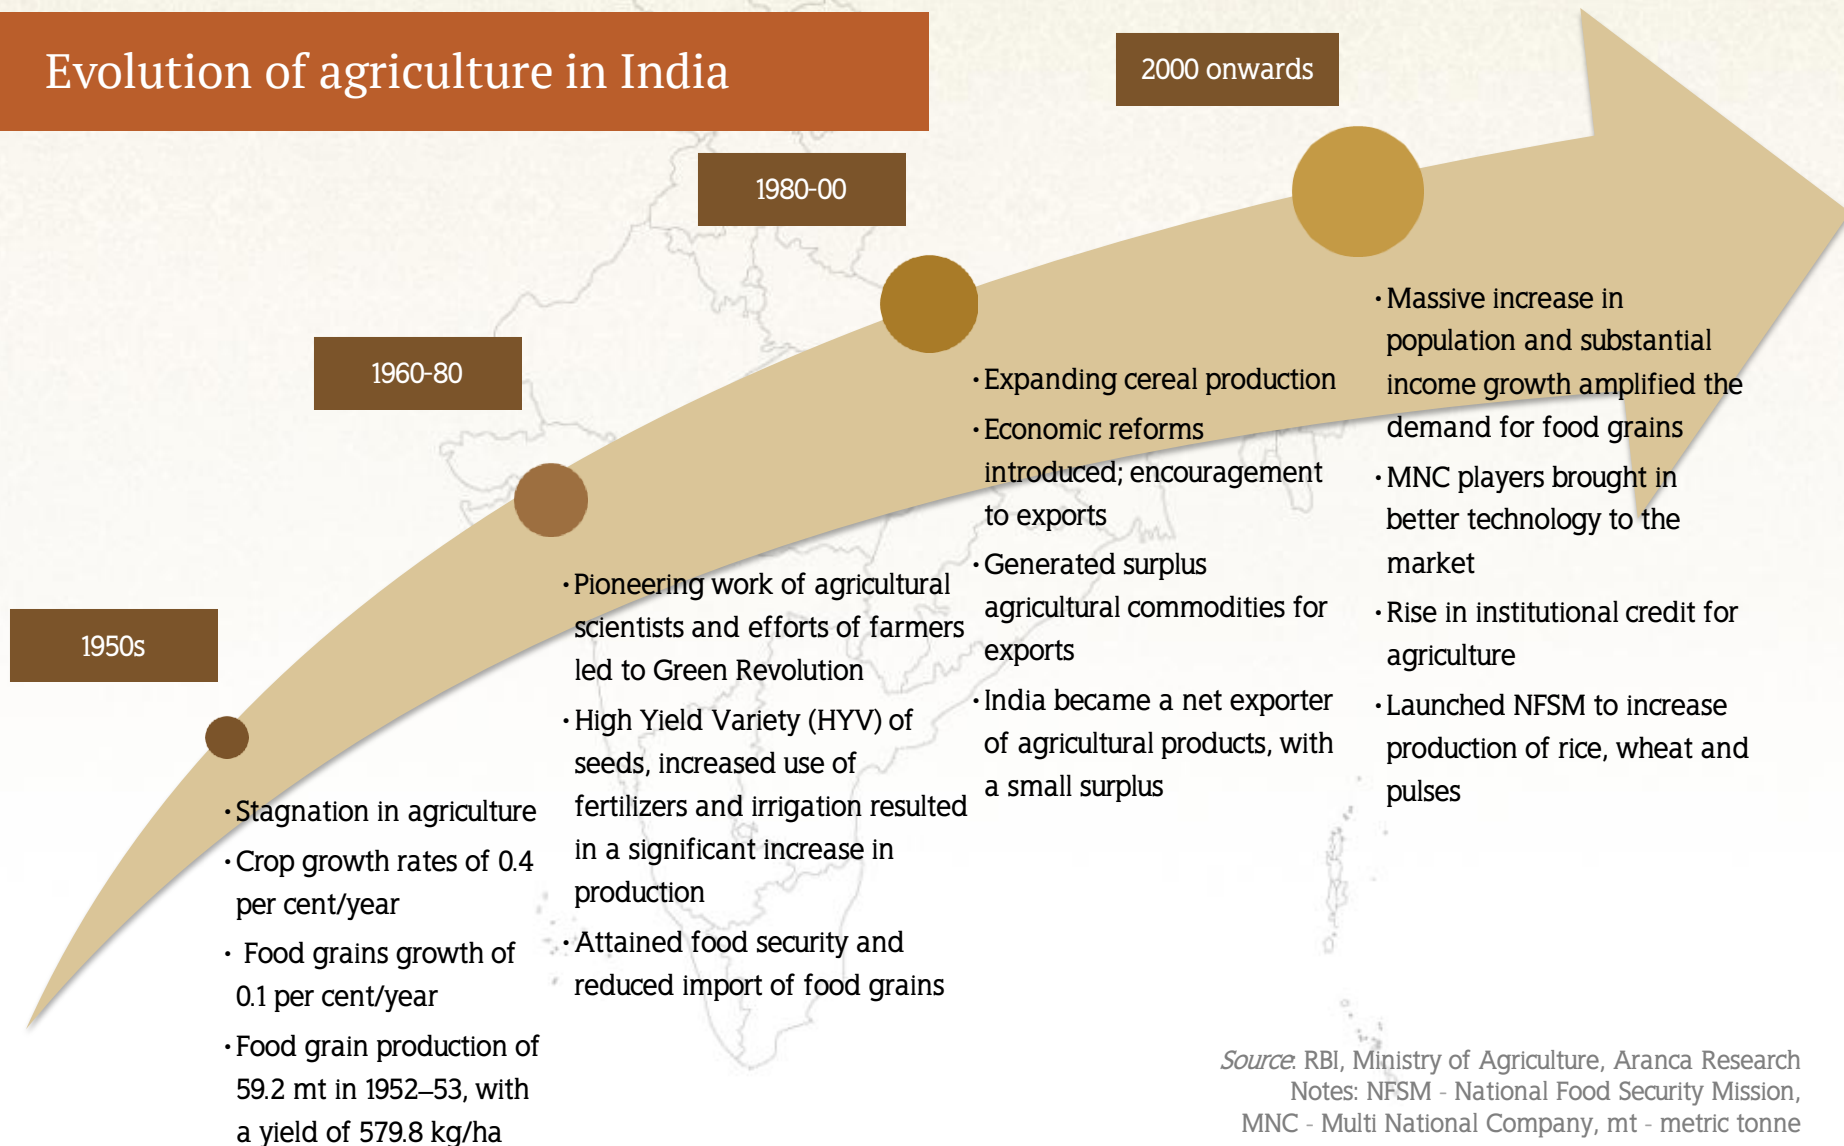 Evolution of agriculture in India
1950s
• Stagnation in agriculture
• Crop growth rates of 0.4
per cent/year
• Food grains growth of
0.1 per cent/year
• Food grain production of
59.2 mt in 1952–53, with
a yield of 579.8 kg/ha
1960-80
• Pioneering work of agricultural
scientists and efforts of farmers
led to Green Revolution
• High Yield Variety (HYV) of
seeds, increased use of
fertilizers and irrigation resulted
in a significant increase in
production
• Attained food security and
reduced import of food grains
1980-00
• Expanding cereal production
• Economic reforms
introduced; encouragement
to exports
• Generated surplus
agricultural commodities for
exports
• India became a net exporter
of agricultural products, with
a small surplus
2000 onwards
• Massive increase in
population and substantial
income growth amplified the
demand for food grains
• MNC players brought in
better technology to the
market
• Rise in institutional credit for
agriculture
• Launched NFSM to increase
production of rice, wheat and
pulses
Source: RBI, Ministry of Agriculture, Aranca Research
Notes: NFSM - National Food Security Mission,
MNC - Multi National Company, mt - metric tonne